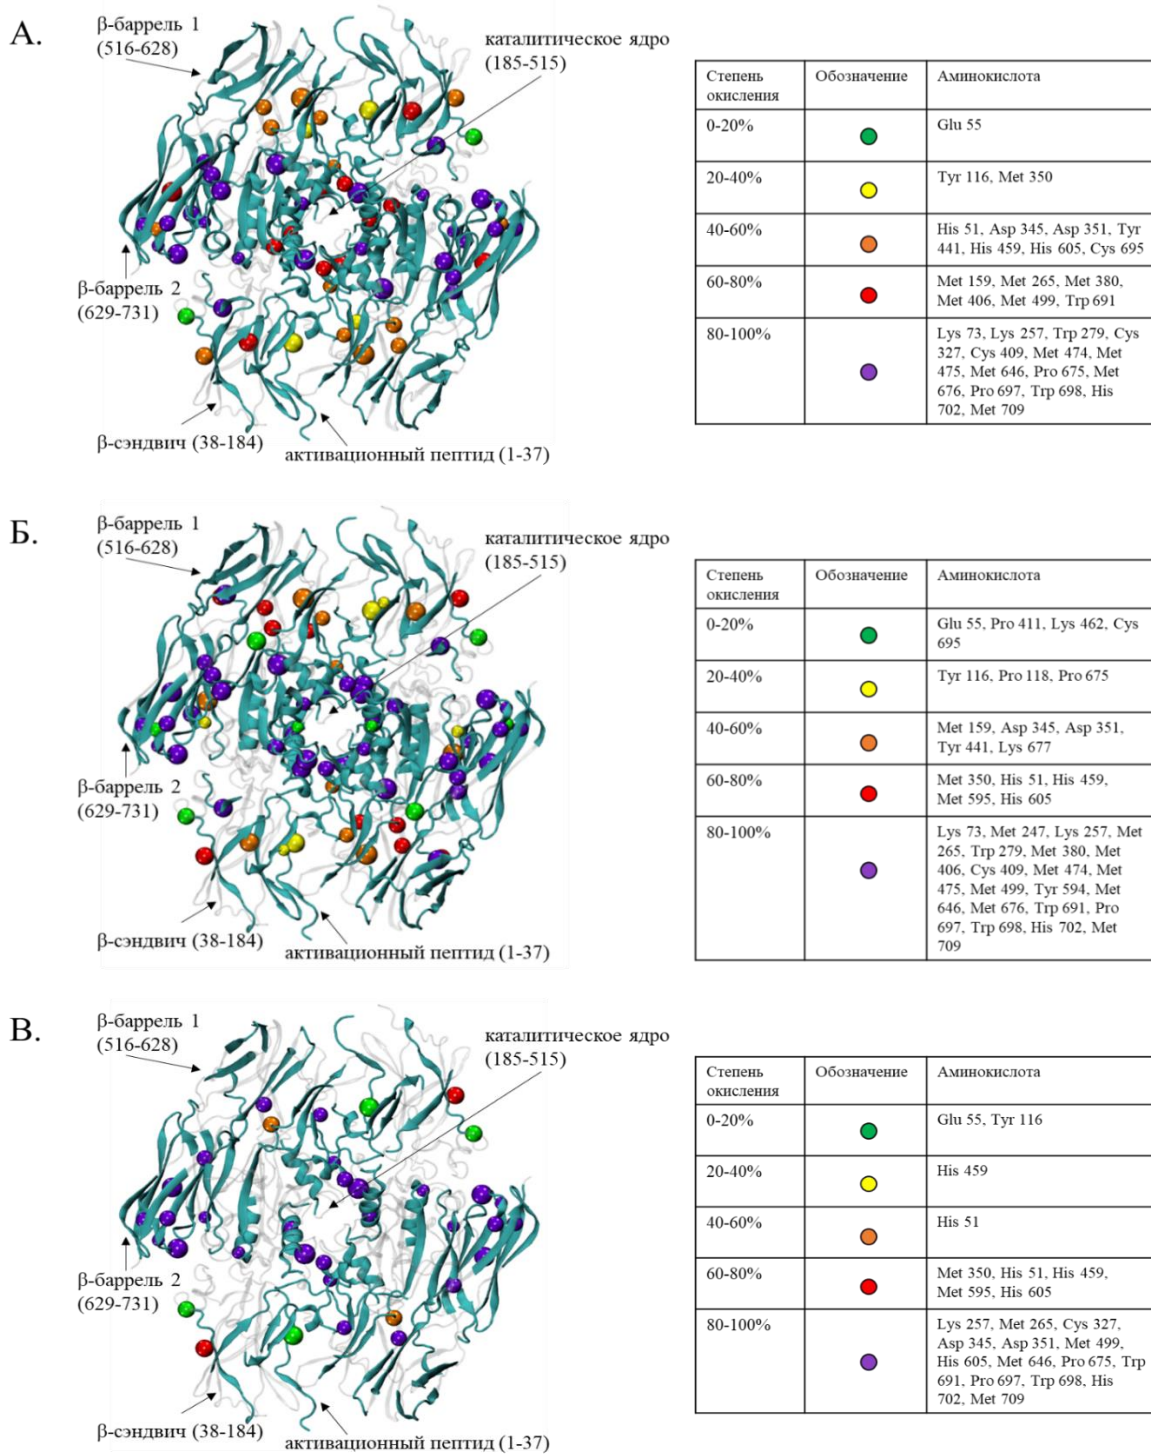 А.
β-баррель 1
(516-628)
каталитическое ядро
(185-515)
β-баррель 2
(629-731)
β-сэндвич (38-184)
активационный пептид (1-37)
Степень окисления Обозначение Аминокислота
0-20% Glu 55
20-40% Tyr 116, Met 350
40-60% His 51, Asp 345, Asp 351, Tyr
441, His 459, His 605, Cys 695
60-80% Met 159, Met 265, Met 380,
Met 406, Met 499, Trp 691
80-100% Lys 73, Lys 257, Trp 279, Cys
327, Cys 409, Met 474, Met
475, Met 646, Pro 675, Met
676, Pro 697, Trp 698, His
702, Met 709
Б.
β-баррель 1
(516-628)
каталитическое ядро
(185-515)
β-баррель 2
(629-731)
β-сэндвич (38-184)
активационный пептид (1-37)
Степень окисления Обозначение Аминокислота
0-20% Glu 55, Pro 411, Lys 462, Cys
695
20-40% Tyr 116, Pro 118, Pro 675
40-60% Met 159, Asp 345, Asp 351,
Tyr 441, Lys 677
60-80% Met 350, His 51, His 459,
Met 595, His 605
80-100% Lys 73, Met 247, Lys 257, Met
265, Trp 279, Met 380, Met
406, Cys 409, Met 474, Met
475, Met 499, Tyr 594, Met
646, Met 676, Trp 691, Pro
697, Trp 698, His 702, Met
709
В.
β-баррель 1
(516-628)
каталитическое ядро
(185-515)
β-баррель 2
(629-731)
β-сэндвич (38-184)
активационный пептид (1-37)
Степень окисления Обозначение Аминокислота
0-20% Glu 55, Tyr 116
20-40% His 459
40-60% His 51
60-80% Met 350, His 51, His 459,
Met 595, His 605
80-100% Lys 257, Met 265, Cys 327,
Asp 345, Asp 351, Met 499,
His 605, Met 646, Pro 675, Trp
691, Pro 697, Trp 698, His
702, Met 709